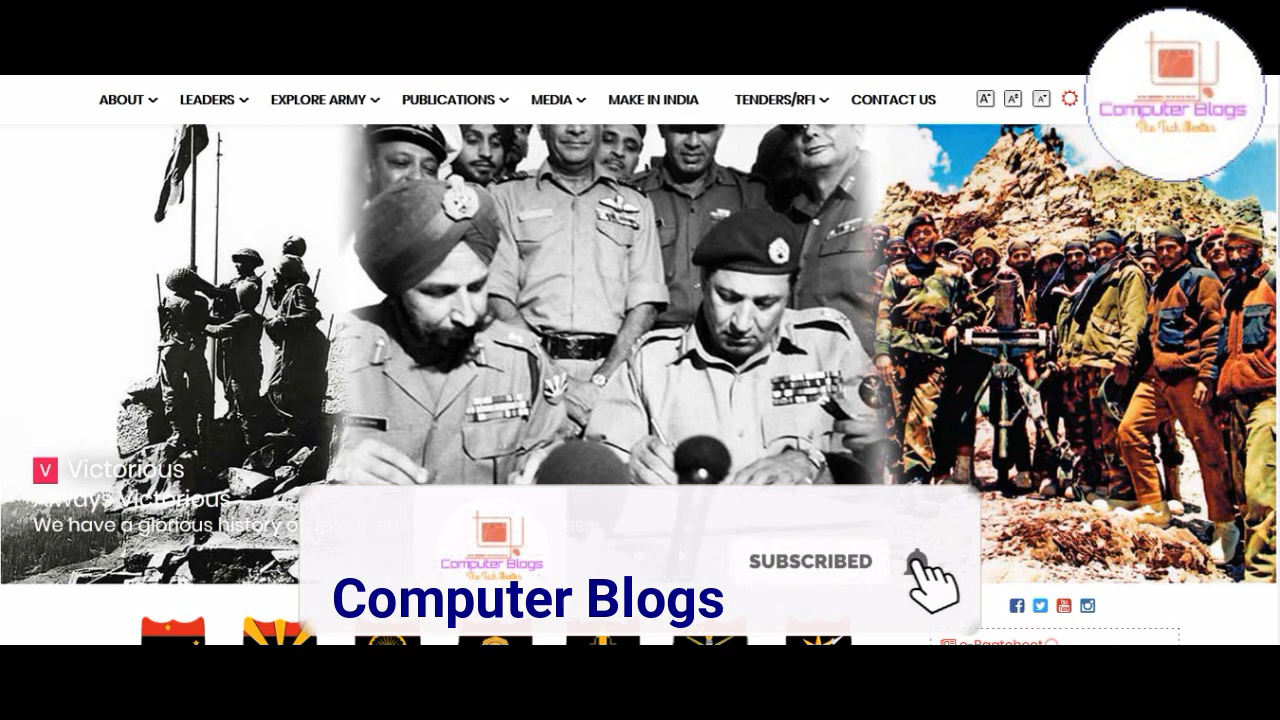 ABOUT LEADERS EXPLORE ARMY PUBLICATIONS MEDIA MAKE IN INDIA TENDERS/RFI CONTACT US A+ A A-
Computer Blogs
The Tech Mentor
V Victorious
Always Victorious
We have a glorious history
Computer Blogs
SUBSCRIBED
Computer Blogs
e-Baatcheet